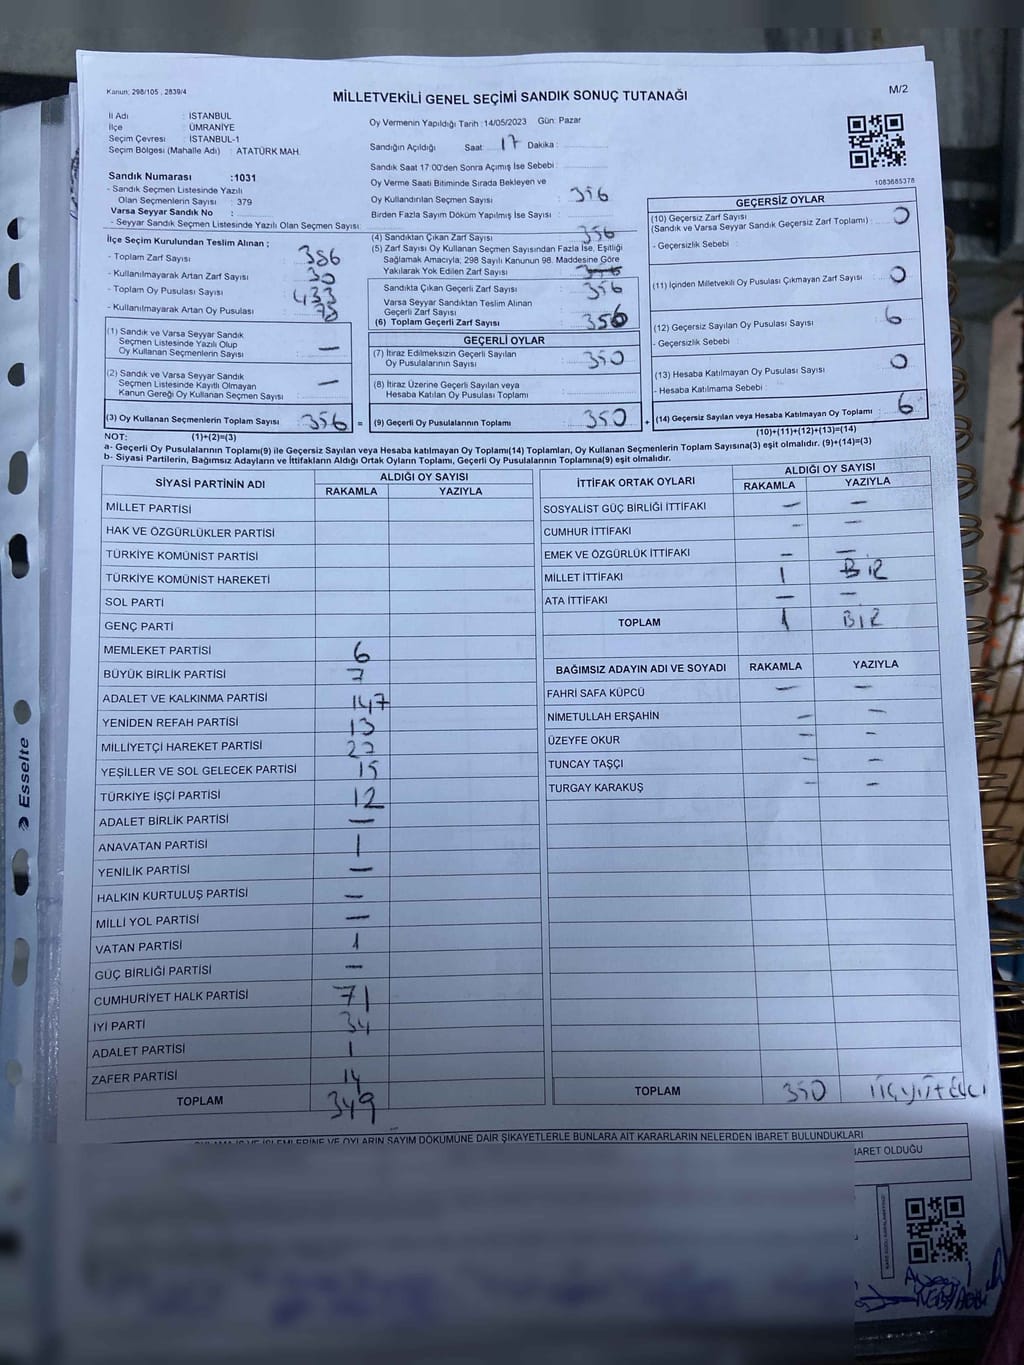 Kanun; 298/105 , 2839/4
MİLLETVEKİLİ GENEL SEÇİMİ SANDIK SONUÇ TUTANAĞI
M/2
İl Adı : İSTANBUL
İlçe : ÜMRANİYE
Seçim Çevresi : İSTANBUL-1
Seçim Bölgesi (Mahalle Adı) : ATATÜRK MAH.
Oy Vermenin Yapıldığı Tarih :14/05/2023 Gün: Pazar
Sandığın Açıldığı Saat 17 Dakika :
Sandık Saat 17:00'den Sonra Açımış İse Sebebi :
Oy Verme Saati Bitiminde Sırada Bekleyen ve
Oy Kullandırılan Seçmen Sayısı : 356
Birden Fazla Sayım Döküm Yapılmış İse Sayısı :
Sandık Numarası :1031
- Sandık Seçmen Listesinde Yazılı
Olan Seçmenlerin Sayısı : 379
Varsa Seyyar Sandık No :
- Seyyar Sandık Seçmen Listesinde Yazılı Olan Seçmen Sayısı:
1083685378
İlçe Seçim Kurulundan Teslim Alınan ;
- Toplam Zarf Sayısı : 386
- Kullanılmayarak Artan Zarf Sayısı : 30
- Toplam Oy Pusulası Sayısı : 433
- Kullanılmayarak Artan Oy Pusulası : 78
(1) Sandık ve Varsa Seyyar Sandık
Seçmen Listesinde Yazılı Olup
Oy Kullanan Seçmenlerin Sayısı : —
(2) Sandık ve Varsa Seyyar Sandık
Seçmen Listesinde Kayıtlı Olmayan
Kanun Gereği Oy Kullanan Seçmen Sayısı : —
(3) Oy Kullanan Seçmenlerin Toplam Sayısı : 356 =
(4) Sandıktan Çıkan Zarf Sayısı : 356
(5) Zarf Sayısı Oy Kullanan Seçmen Sayısından Fazla İse, Eşitliği
Sağlamak Amacıyla; 298 Sayılı Kanunun 98. Maddesine Göre
Yakılarak Yok Edilen Zarf Sayısı
Sandıkta Çıkan Geçerli Zarf Sayısı : 356
Varsa Seyyar Sandıktan Teslim Alınan
Geçerli Zarf Sayısı :
(6) Toplam Geçerli Zarf Sayısı : 356
GEÇERLİ OYLAR
(7) İtiraz Edilmeksizin Geçerli Sayılan
Oy Pusulalarının Sayısı : 350
(8) İtiraz Üzerine Geçerli Sayılan veya
Hesaba Katılan Oy Pusulası Toplamı :
(9) Geçerli Oy Pusulalarının Toplamı : 350 +
GEÇERSİZ OYLAR
(10) Geçersiz Zarf Sayısı
(Sandık ve Varsa Seyyar Sandık Geçersiz Zarf Toplamı) : 0
- Geçersizlik Sebebi :
(11) İçinden Milletvekili Oy Pusulası Çıkmayan Zarf Sayısı : 0
(12) Geçersiz Sayılan Oy Pusulası Sayısı : 6
- Geçersizlik Sebebi :
(13) Hesaba Katılmayan Oy Pusulası Sayısı : 0
- Hesaba Katılmama Sebebi :
(14) Geçersiz Sayılan veya Hesaba Katılmayan Oy Toplamı : 6
NOT: (1)+(2)=(3)
(10)+(11)+(12)+(13)=(14)
a- Geçerli Oy Pusulalarının Toplamı(9) ile Geçersiz Sayılan veya Hesaba katılmayan Oy Toplamı(14) Toplamları, Oy Kullanan Seçmenlerin Toplam Sayısına(3) eşit olmalıdır. (9)+(14)=(3)
b- Siyasi Partilerin, Bağımsız Adayların ve İttifakların Aldığı Ortak Oyların Toplamı, Geçerli Oy Pusulalarının Toplamına(9) eşit olmalıdır.
SİYASİ PARTİNİN ADI ALDIĞI OY SAYISI
RAKAMLA YAZIYLA
MİLLET PARTİSİ
HAK VE ÖZGÜRLÜKLER PARTİSİ
TÜRKİYE KOMÜNİST PARTİSİ
TÜRKİYE KOMÜNİST HAREKETİ
SOL PARTİ
GENÇ PARTİ
MEMLEKET PARTİSİ 6
BÜYÜK BİRLİK PARTİSİ 7
ADALET VE KALKINMA PARTİSİ 147
YENİDEN REFAH PARTİSİ 13
MİLLİYETÇİ HAREKET PARTİSİ 27
YEŞİLLER VE SOL GELECEK PARTİSİ 15
TÜRKİYE İŞÇİ PARTİSİ 12
ADALET BİRLİK PARTİSİ —
ANAVATAN PARTİSİ 1
YENİLİK PARTİSİ —
HALKIN KURTULUŞ PARTİSİ —
MİLLİ YOL PARTİSİ —
VATAN PARTİSİ 1
GÜÇ BİRLİĞİ PARTİSİ —
CUMHURİYET HALK PARTİSİ 71
İYİ PARTİ 34
ADALET PARTİSİ 1
ZAFER PARTİSİ 14
TOPLAM 349
İTTİFAK ORTAK OYLARI ALDIĞI OY SAYISI
RAKAMLA YAZIYLA
SOSYALİST GÜÇ BİRLİĞİ İTTİFAKI — —
CUMHUR İTTİFAKI — —
EMEK VE ÖZGÜRLÜK İTTİFAKI — —
MİLLET İTTİFAKI 1 BİR
ATA İTTİFAKI — —
TOPLAM 1 BİR
BAĞIMSIZ ADAYIN ADI VE SOYADI RAKAMLA YAZIYLA
FAHRİ SAFA KÜPCÜ — —
NİMETULLAH ERŞAHİN — —
ÜZEYFE OKUR — —
TUNCAY TAŞÇI — —
TURGAY KARAKUŞ — —
TOPLAM 350
OYLAMA İŞ VE İŞLEMLERİNE VE OYLARIN SAYIM DÖKÜMÜNE DAİR ŞİKAYETLERLE BUNLARA AİT KARARLARIN NELERDEN İBARET BULUNDUKLARI
İBARET OLDUĞU
Esselte